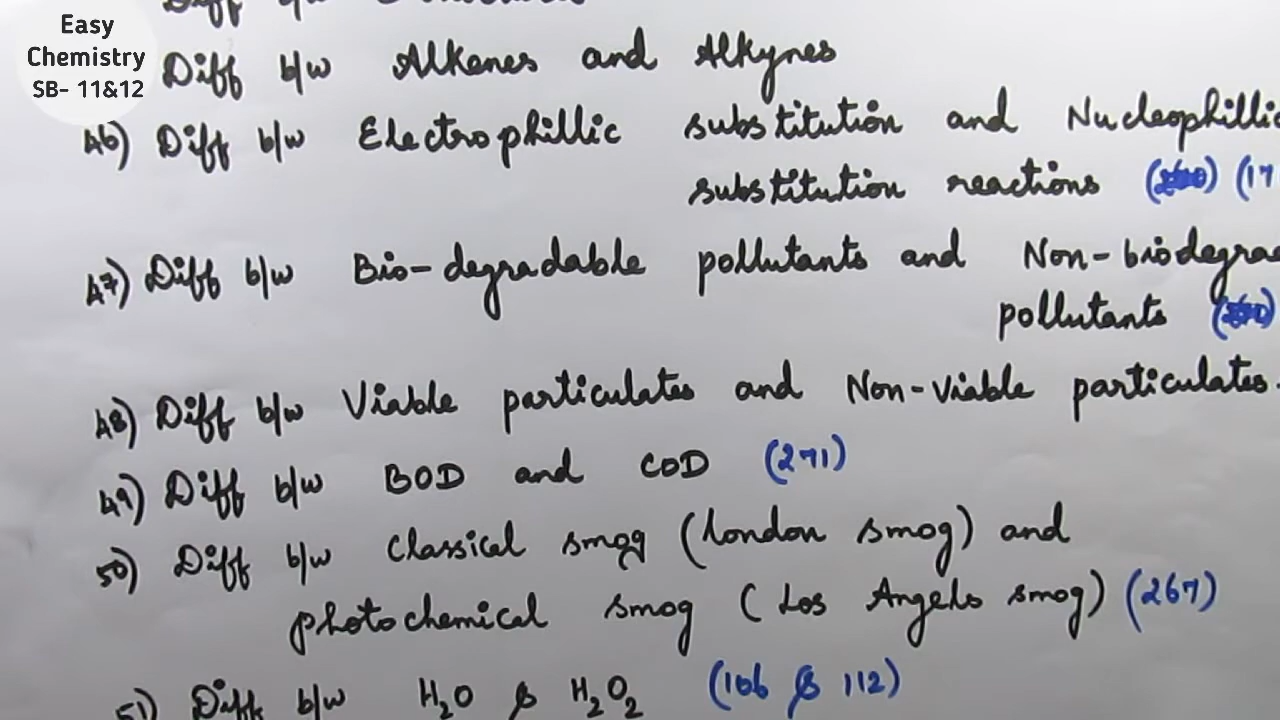 Easy
Chemistry
SB- 11&12
Diff b/w
Diff b/w Alkenes and Alkynes
46) Diff b/w Electrophillic substitution and Nucleophillic
substitution reactions (17
47) Diff b/w Bio-degradable pollutants and Non-biodegra
pollutants
48) Diff b/w Viable particulates and Non-Viable particulates.
49) Diff b/w BOD and COD (271)
50) Diff b/w Classical smog (London smog) and
photochemical smog (Los Angels smog) (267)
51) Diff b/w H₂O & H₂O₂ (106 & 112)